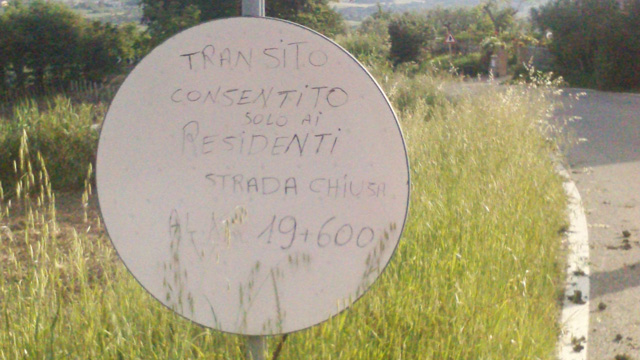 TRANSITO
CONSENTITO
SOLO AI
RESIDENTI
STRADA CHIUSA
AL KM 19+600